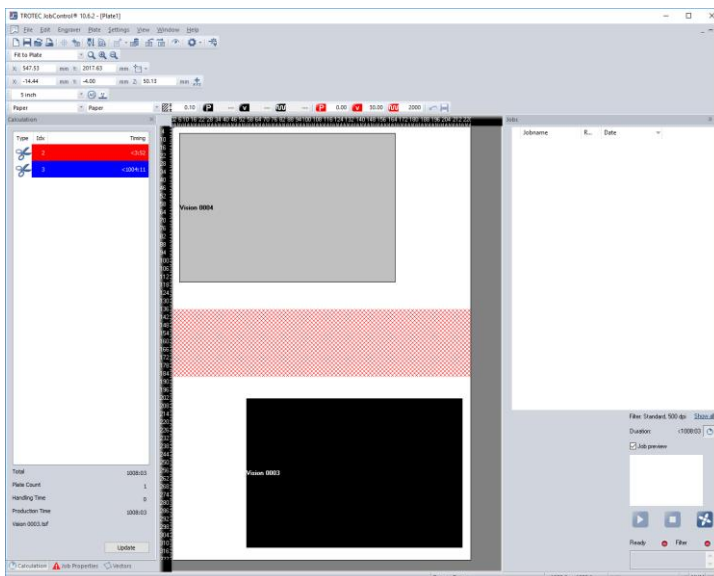 TROTEC JobControl® 10.6.2 - [Plate1]
File Edit Engraver Plate Settings View Window Help
Fit to Plate
X: 547.53 mm Y: 2017.63 mm
X: -14.44 mm Y: -4.00 mm Z: 50.13 mm
5 inch
Paper Paper 0.10 P -- v -- -- P 0.00 v 30.00 2000
Calculation
Jobs
Type Idx Timing
2
3 <1004:11
Jobname R... Date
Vision 0004
Vision 0003
Total 1008:03
Plate Count 1
Handling Time 0
Production Time 1008:03
Vision 0003.tsf
Update
Calculation Job Properties Vectors
Filter: Standard, 500 dpi Show all
Duration: <1008:03
Job preview
Ready Filter